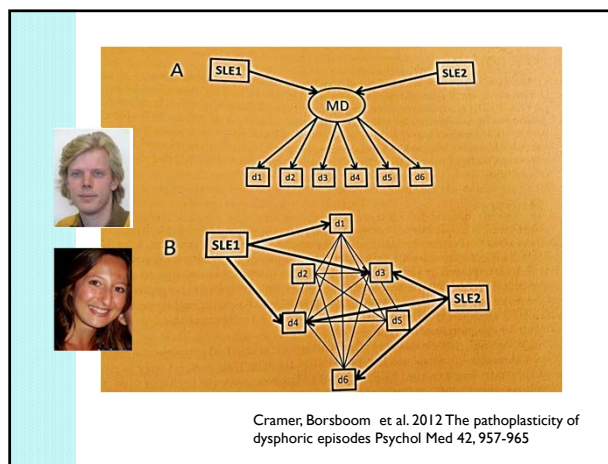 A
SLE1
SLE2
MD
d1 d2 d3 d4 d5 d6
B
d1
SLE1
d2
d3
SLE2
d4
d5
d6
Cramer, Borsboom et al. 2012 The pathoplasticity of
dysphoric episodes Psychol Med 42, 957-965